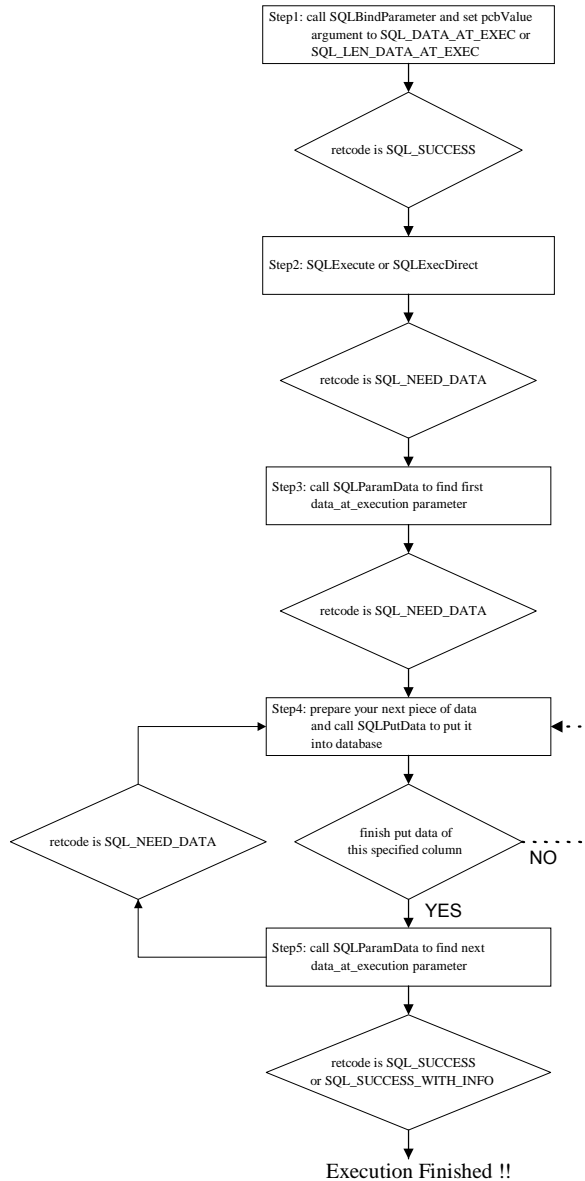 Step1: call SQLBindParameter and set pcbValue
argument to SQL_DATA_AT_EXEC or
SQL_LEN_DATA_AT_EXEC
retcode is SQL_SUCCESS
Step2: SQLExecute or SQLExecDirect
retcode is SQL_NEED_DATA
Step3: call SQLParamData to find first
data_at_execution parameter
retcode is SQL_NEED_DATA
Step4: prepare your next piece of data
and call SQLPutData to put it
into database
retcode is SQL_NEED_DATA
finish put data of
this specified column
NO
YES
Step5: call SQLParamData to find next
data_at_execution parameter
retcode is SQL_SUCCESS
or SQL_SUCCESS_WITH_INFO
Execution Finished !!